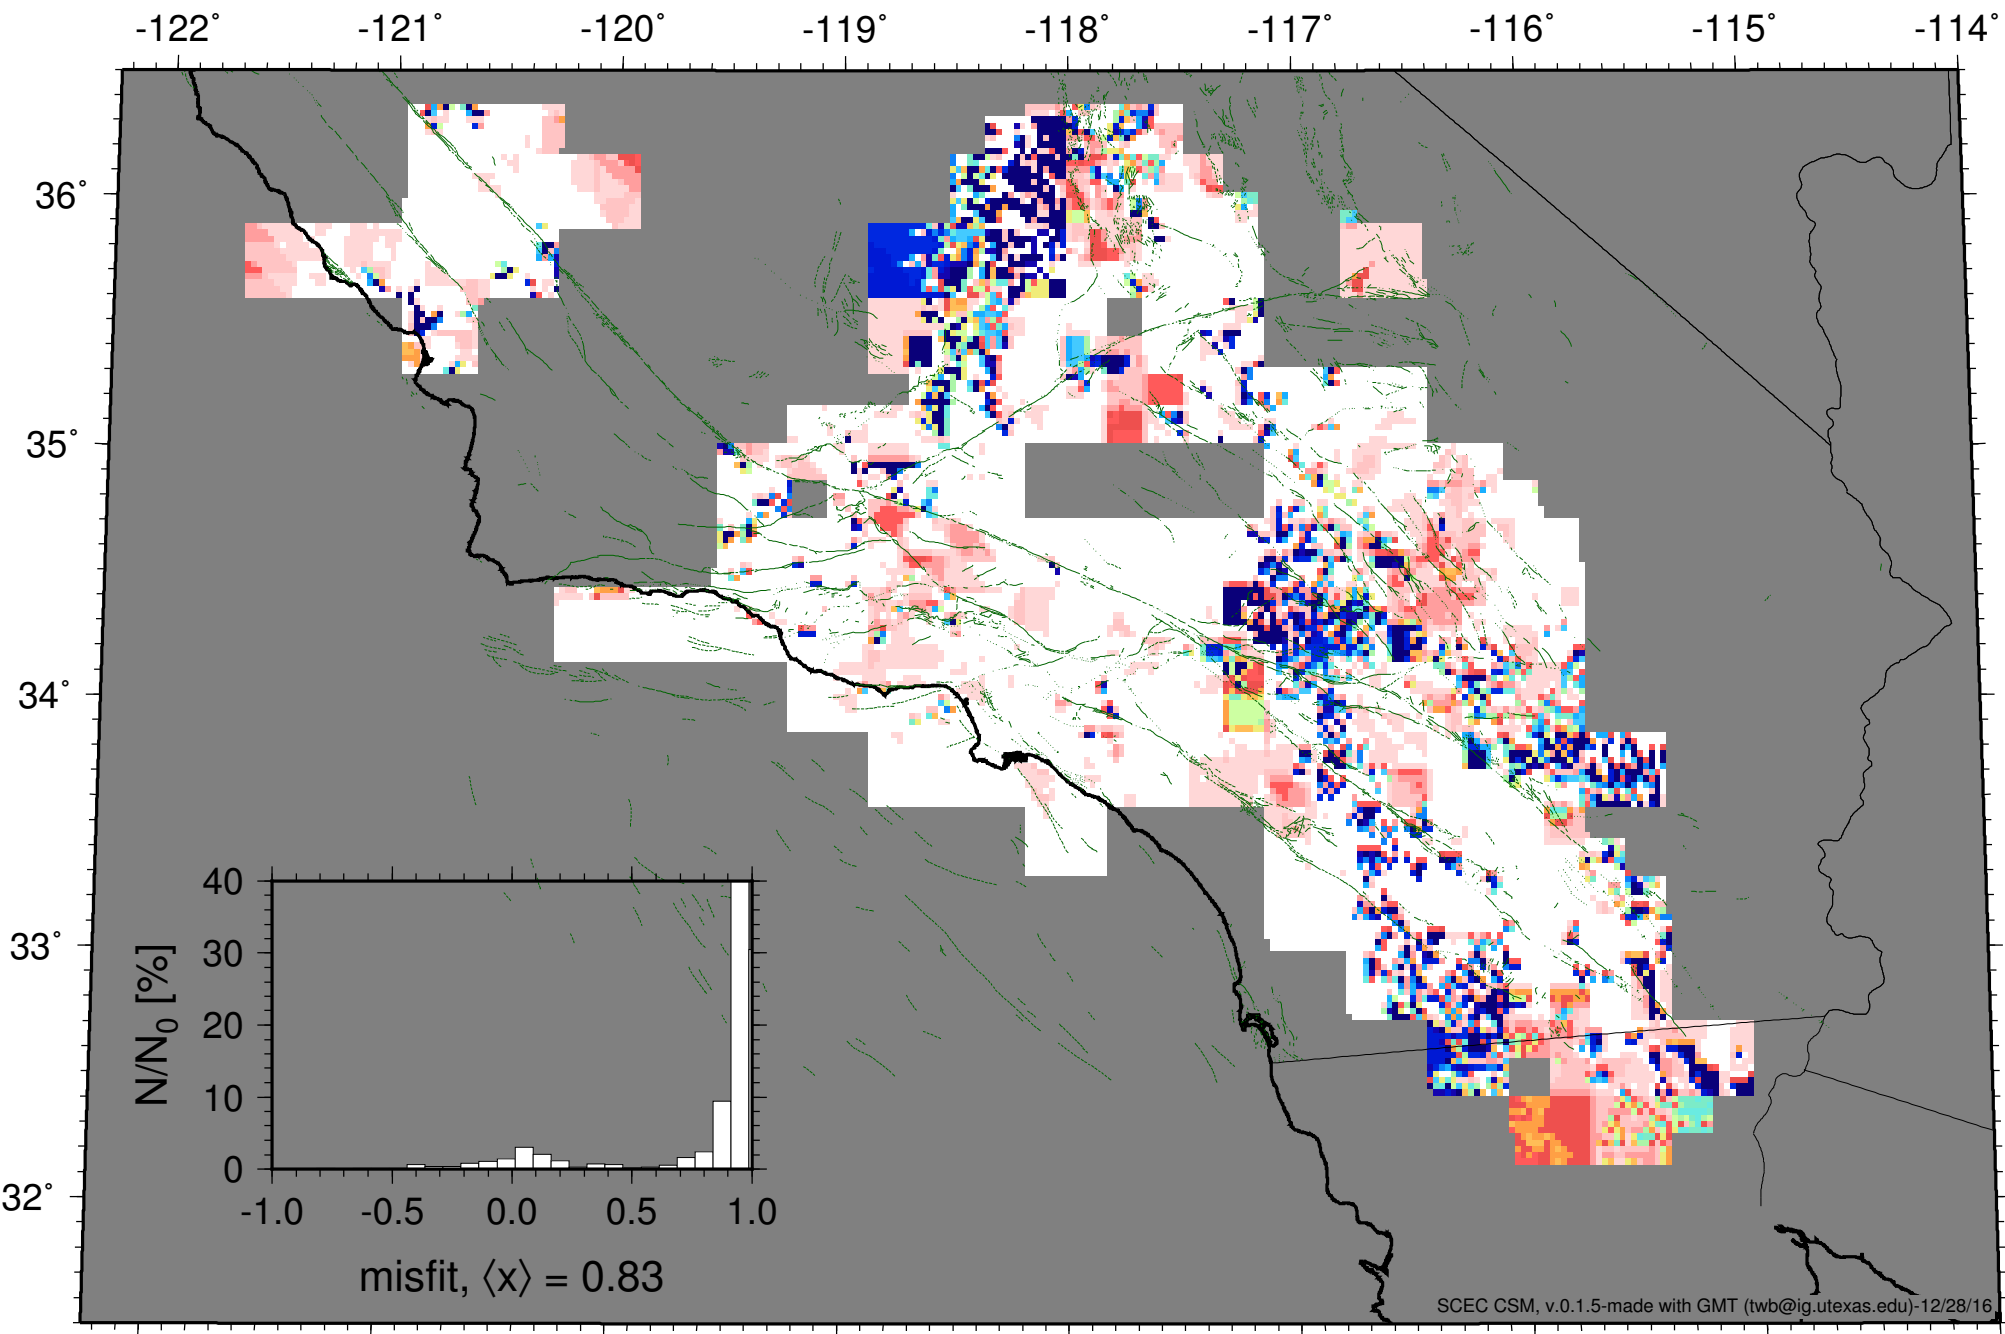 -122° -121° -120° -119° -118° -117° -116° -115° -114°
36°
35°
34°
33°
32°
40
30
20
10
0
N/N0 [%]
-1.0 -0.5 0.0 0.5 1.0
misfit, ⟨x⟩ = 0.83
SCEC CSM, v.0.1.5-made with GMT (twb@ig.utexas.edu)-12/28/16